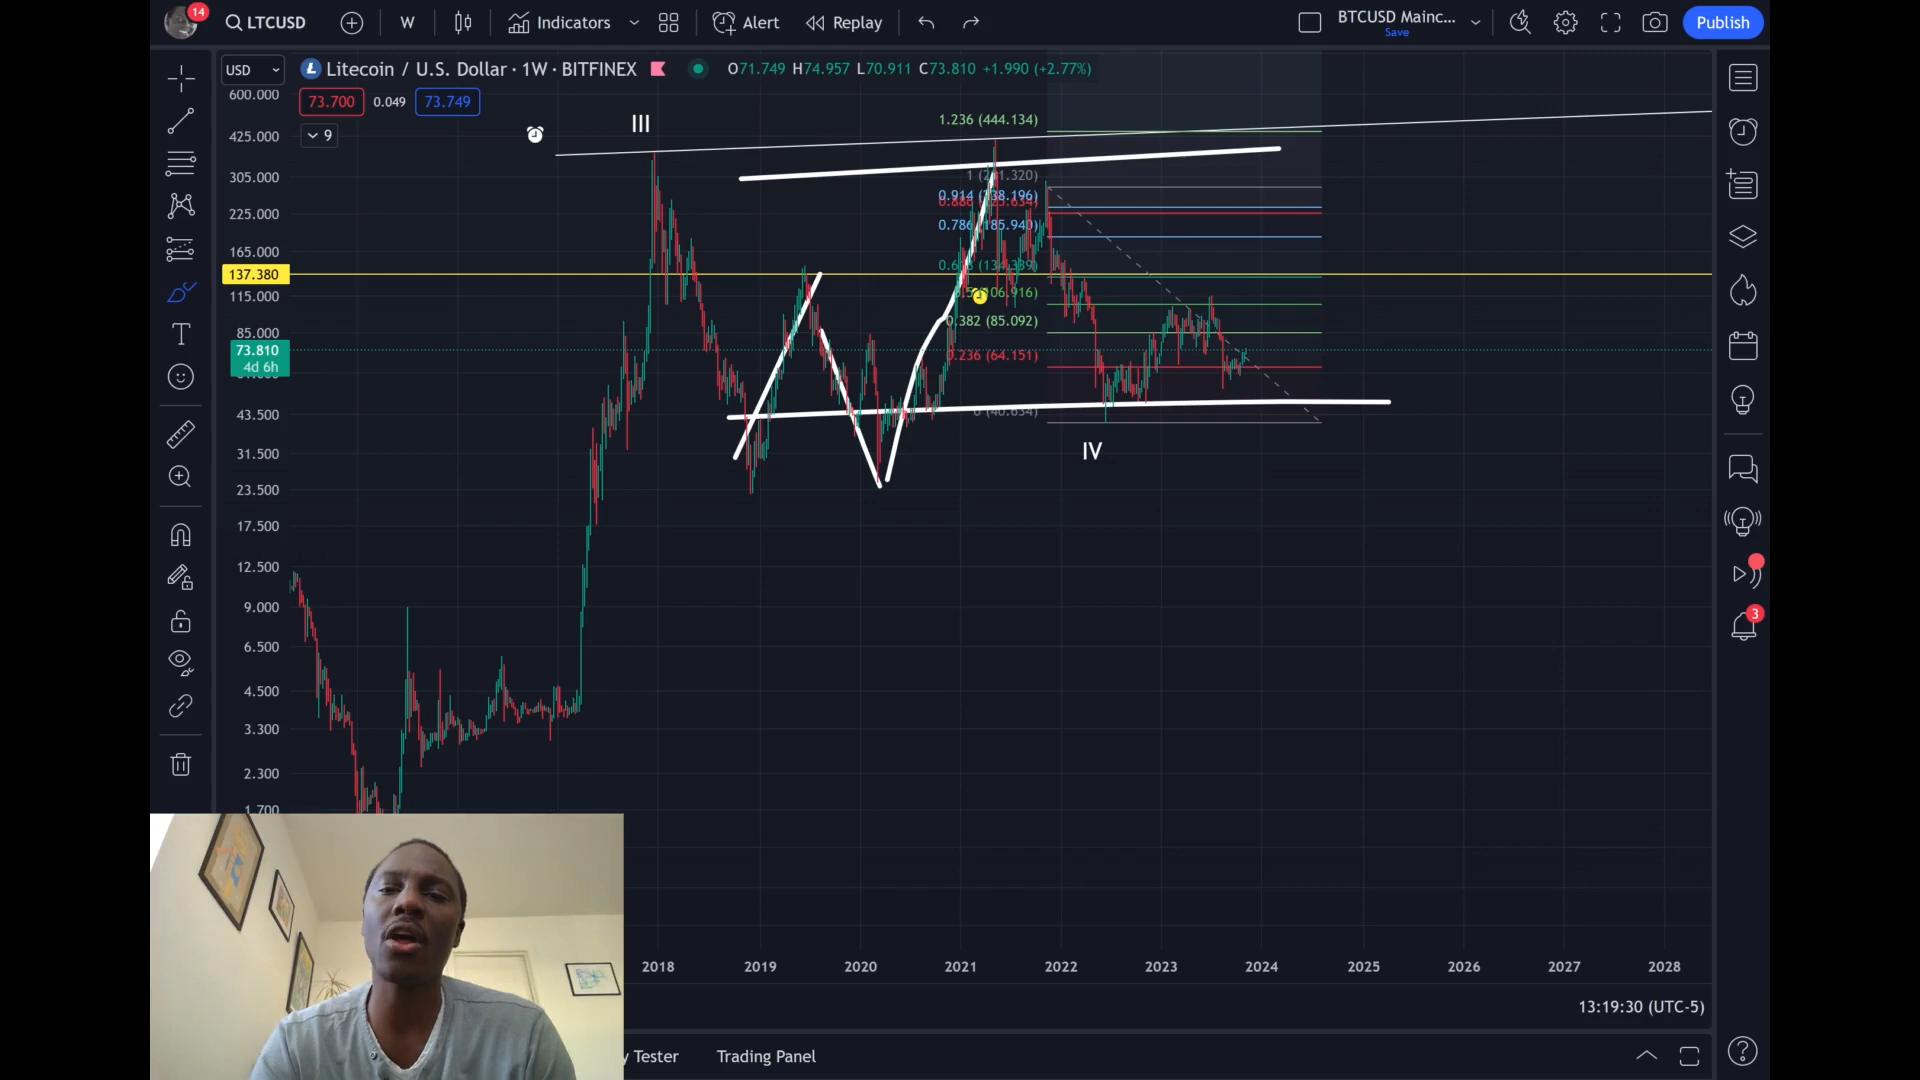 14
LTCUSD
W
Indicators
Alert
Replay
BTCUSD Mainc...
Save
Publish
USD
Litecoin / U.S. Dollar · 1W · BITFINEX
O71.749 H74.957 L70.911 C73.810 +1.990 (+2.77%)
73.700
0.049
73.749
9
600.000
425.000
305.000
225.000
165.000
137.380
115.000
85.000
73.810
4d 6h
43.500
31.500
23.500
17.500
12.500
9.000
6.500
4.500
3.300
2.300
1.700
III
IV
1.236 (444.134)
0.786 (185.940)
0.382 (85.092)
0.236 (64.151)
0 (40.634)
3
2018
2019
2020
2021
2022
2023
2024
2025
2026
2027
2028
13:19:30 (UTC-5)
y Tester
Trading Panel